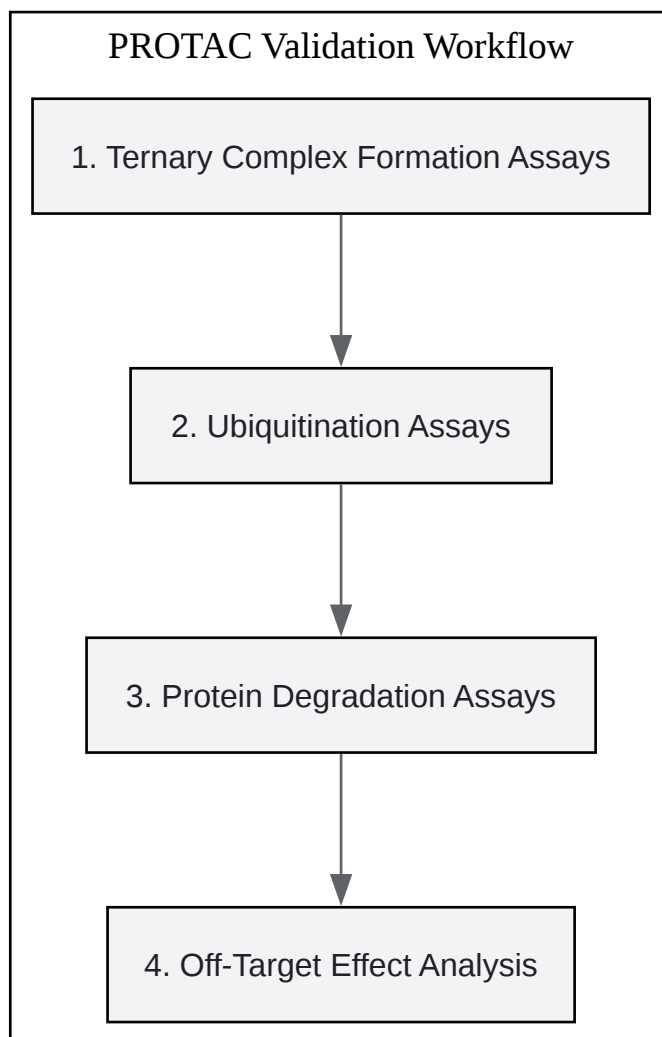 PROTAC Validation Workflow
1. Ternary Complex Formation Assays
2. Ubiquitination Assays
3. Protein Degradation Assays
4. Off-Target Effect Analysis